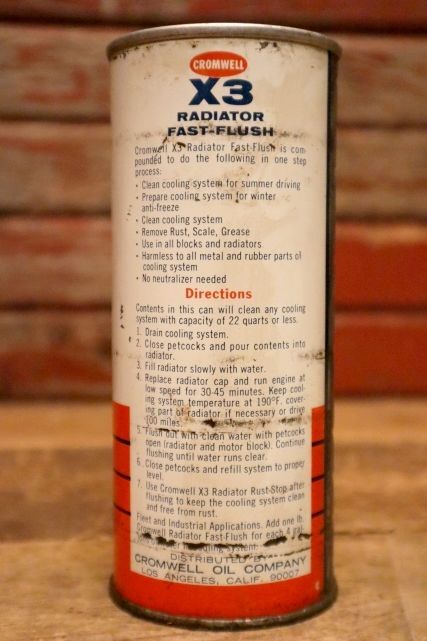 CROMWELL
X3
RADIATOR
FAST-FLUSH
Cromwell X3 Radiator Fast-Flush is com-
pounded to do the following in one step
process:
• Clean cooling system for summer driving
• Prepare cooling system for winter
anti-freeze
• Clean cooling system
• Remove Rust, Scale, Grease
• Use in all blocks and radiators
• Harmless to all metal and rubber parts of
cooling system
• No neutralizer needed
Directions
Contents in this can will clean any cooling
system with capacity of 22 quarts or less.
1. Drain cooling system.
2. Close petcocks and pour contents into
radiator.
3. Fill radiator slowly with water.
4. Replace radiator cap and run engine at
low speed for 30-45 minutes. Keep cool-
ing system temperature at 190°F. cover-
ing part of radiator if necessary or drive
100 miles.
5. Flush out with clean water with petcocks
open (radiator and motor block). Continue
flushing until water runs clear.
6. Close petcocks and refill system to proper
level.
7. Use Cromwell X3 Radiator Rust-Stop after
flushing to keep the cooling system clean
and free from rust.
Fleet and Industrial Applications. Add one lb.
Cromwell Radiator Fast-Flush for each 4 gal-
cooling system.
DISTRIBUTED BY
CROMWELL OIL COMPANY
LOS ANGELES, CALIF. 90007